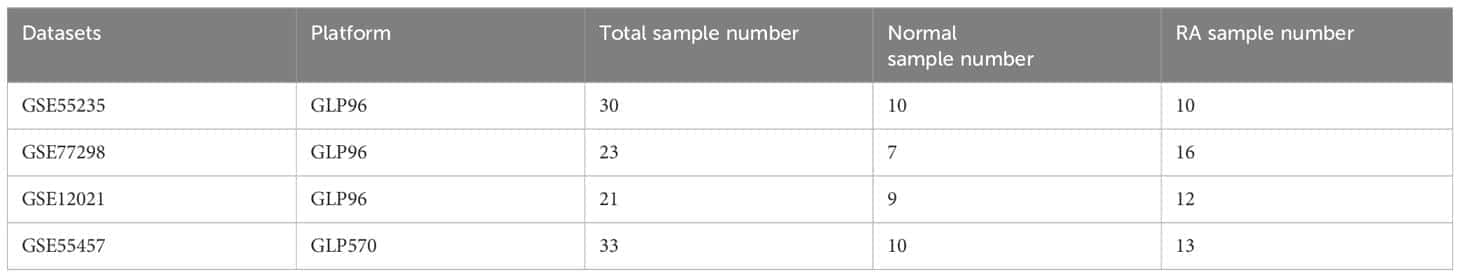 Datasets Platform Total sample number Normal sample number RA sample number
GSE55235 GLP96 30 10 10
GSE77298 GLP96 23 7 16
GSE12021 GLP96 21 9 12
GSE55457 GLP570 33 10 13